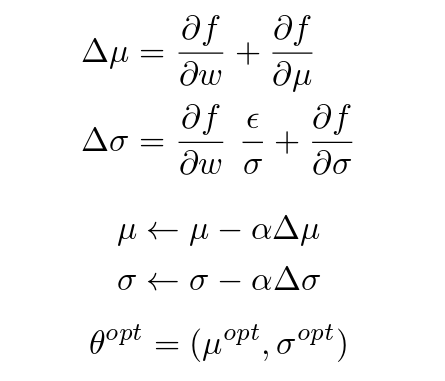 Δμ = ∂f/∂w + ∂f/∂μ
Δσ = ∂f/∂w ϵ/σ + ∂f/∂σ
μ ← μ − αΔμ
σ ← σ − αΔσ
θ^{opt} = (μ^{opt}, σ^{opt})